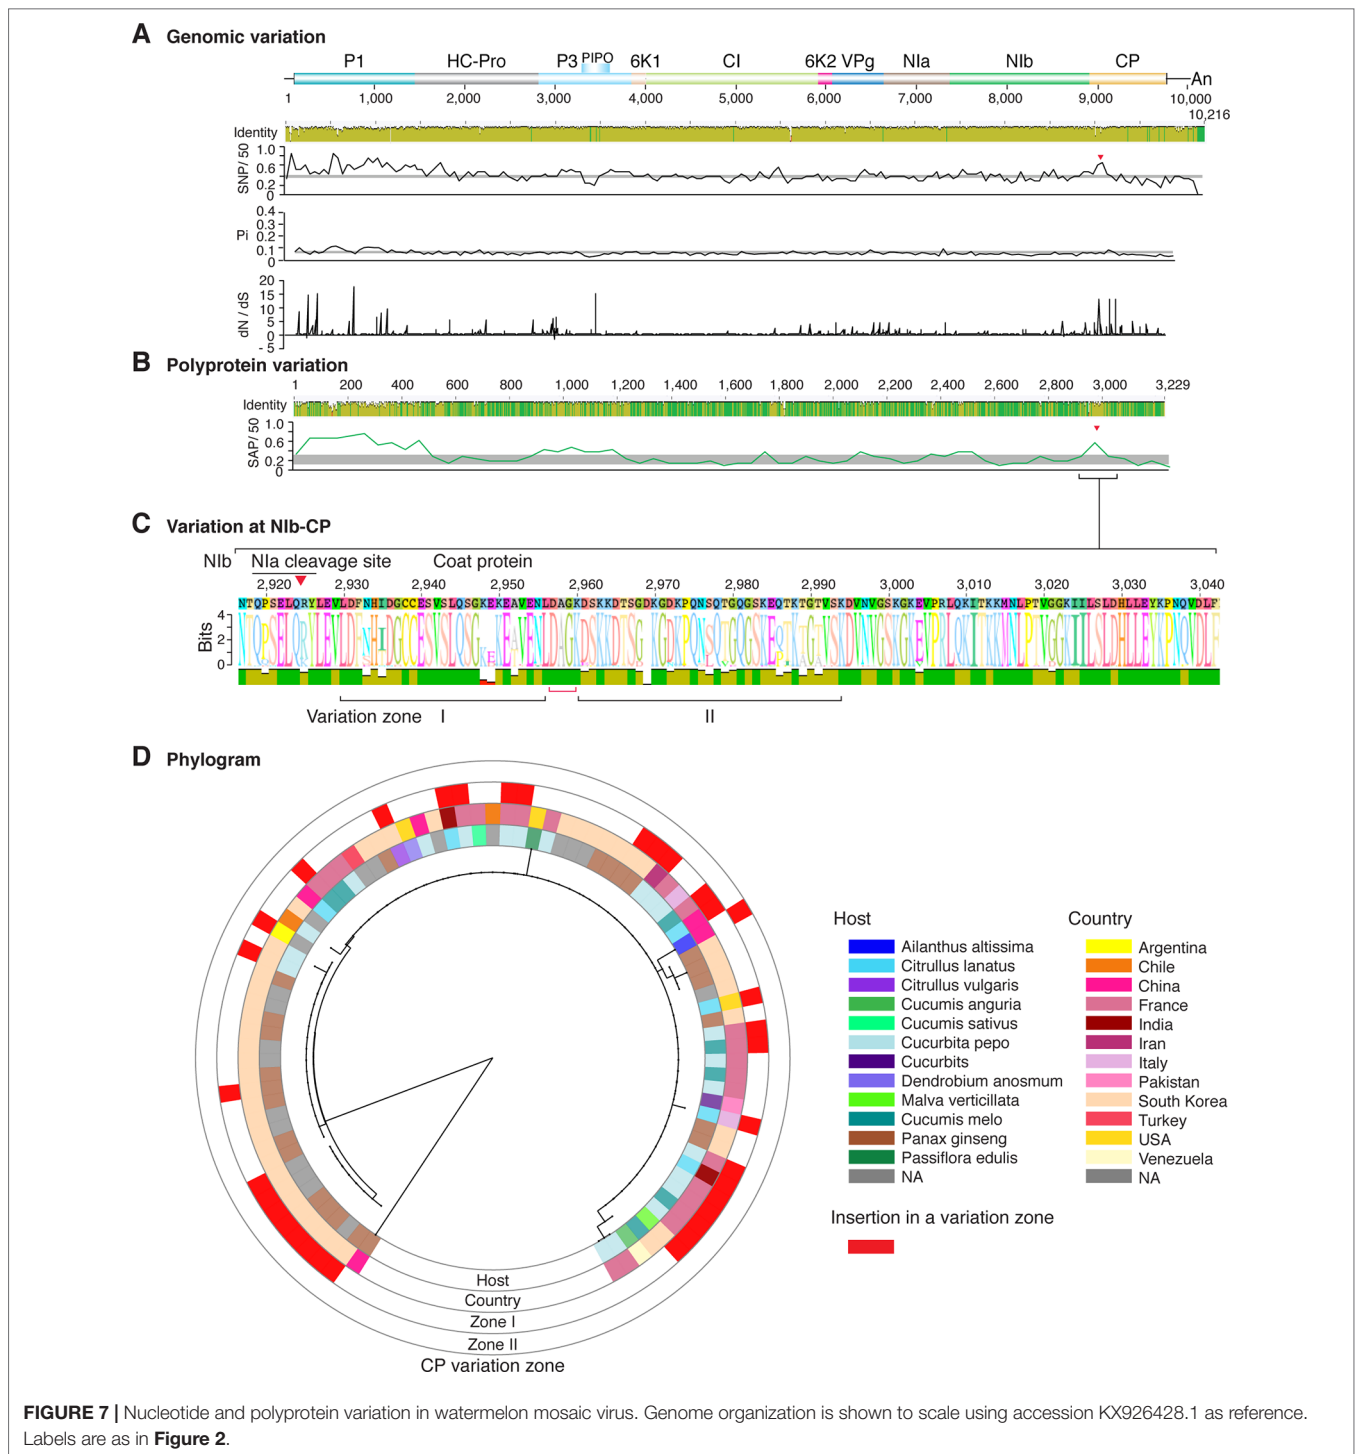 A Genomic variation
P1 HC-Pro P3 PIPO 6K1 CI 6K2 VPg NIa NIb CP
An
1 1,000 2,000 3,000 4,000 5,000 6,000 7,000 8,000 9,000 10,000
10,216
Identity
SNP/ 50
1.0
0.6
0.2
0
Pi
0.4
0.3
0.2
0.1
0
dN / dS
20
15
10
5
0
- 5
B Polyprotein variation
1 200 400 600 800 1,000 1,200 1,400 1,600 1,800 2,000 2,200 2,400 2,600 2,800 3,000 3,229
Identity
SAP/ 50
1.0
0.6
0.2
0
C Variation at NIb-CP
NIb NIa cleavage site Coat protein
2,920 2,930 2,940 2,950 2,960 2,970 2,980 2,990 3,000 3,010 3,020 3,030 3,040
NTQPSELQRYLEVLDFNHIDGCCESVSLQSGKEKEAVENLDAGKDSKKDTSGDKGDKPQNSQTGQGSKEQTKTGTVSKDVNVGSKGKEVPRLQKITKKMNLPTVGGKIILSLDHLLEYKPNQVDLF
Bits
4
2
0
Variation zone I II
D Phylogram
Host
Ailanthus altissima
Citrullus lanatus
Citrullus vulgaris
Cucumis anguria
Cucumis sativus
Cucurbita pepo
Cucurbits
Dendrobium anosmum
Malva verticillata
Cucumis melo
Panax ginseng
Passiflora edulis
NA
Country
Argentina
Chile
China
France
India
Iran
Italy
Pakistan
South Korea
Turkey
USA
Venezuela
NA
Insertion in a variation zone
Host
Country
Zone I
Zone II
CP variation zone
FIGURE 7 | Nucleotide and polyprotein variation in watermelon mosaic virus. Genome organization is shown to scale using accession KX926428.1 as reference.
Labels are as in Figure 2.